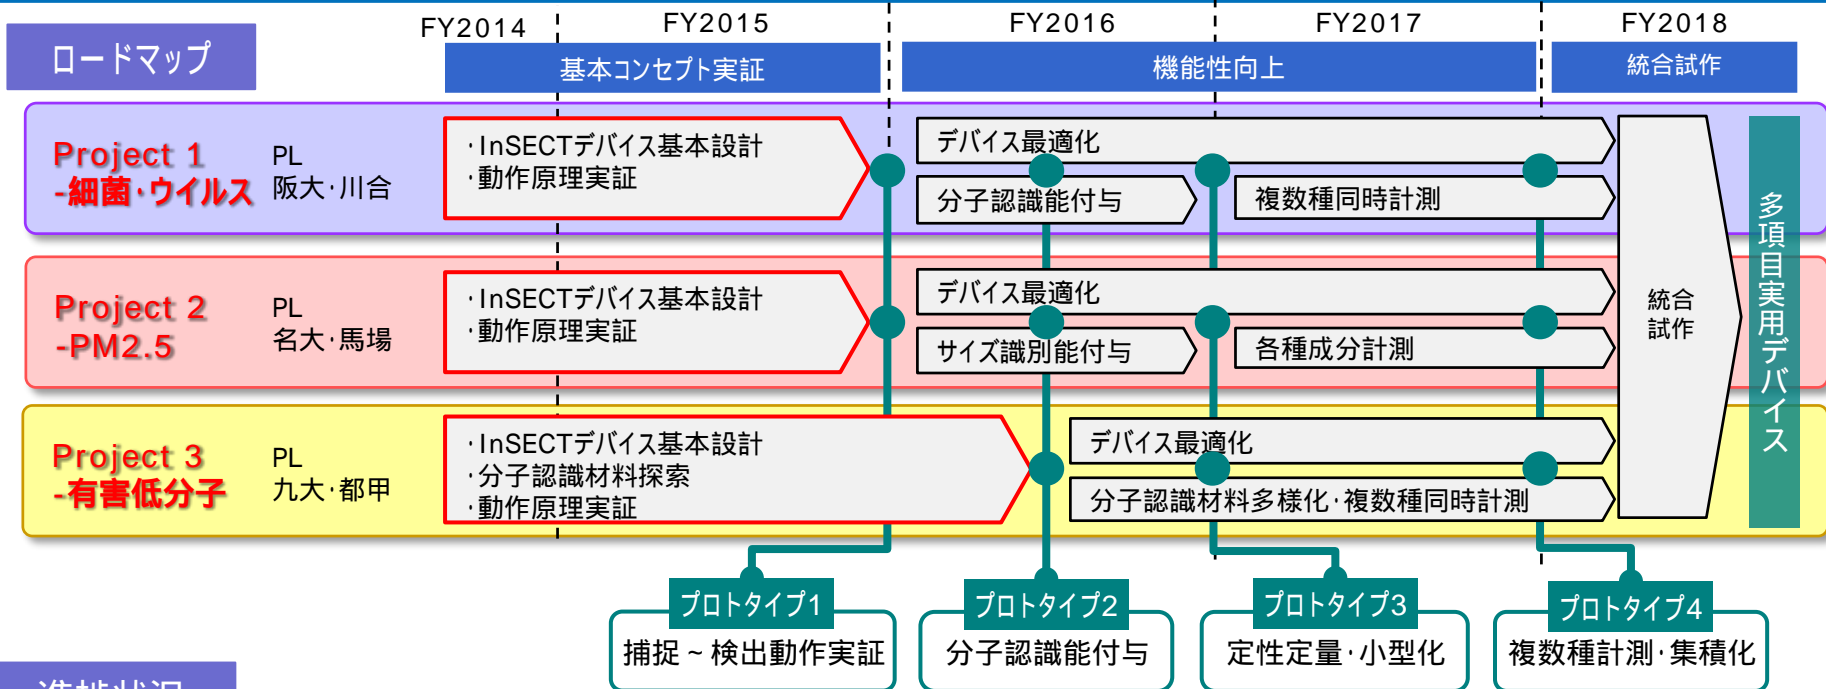 FY2014
FY2015
FY2016
FY2017
FY2018
ロードマップ
基本コンセプト実証
機能性向上
統合試作
Project 1
-細菌・ウイルス
PL
阪大・川合
・InSECTデバイス基本設計
・動作原理実証
デバイス最適化
分子認識能付与
複数種同時計測
Project 2
-PM2.5
PL
名大・馬場
・InSECTデバイス基本設計
・動作原理実証
デバイス最適化
サイズ識別能付与
各種成分計測
Project 3
-有害低分子
PL
九大・都甲
・InSECTデバイス基本設計
・分子認識材料探索
・動作原理実証
デバイス最適化
分子認識材料多様化・複数種同時計測
統合
試作
多項目実用デバイス
プロトタイプ1
捕捉~検出動作実証
プロトタイプ2
分子認識能付与
プロトタイプ3
定性定量・小型化
プロトタイプ4
複数種計測・集積化
進捗状況